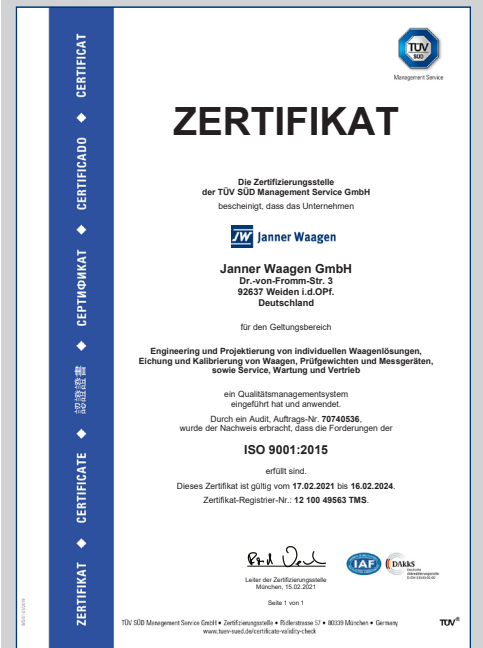 ZERTIFIKAT ◆ CERTIFICATE ◆ 認證證書 ◆ СЕРТИФИКАТ ◆ CERTIFICADO ◆ CERTIFICAT
TÜV
SÜD
Management Service
ZERTIFIKAT
Die Zertifizierungsstelle
der TÜV SÜD Management Service GmbH
bescheinigt, dass das Unternehmen
JW Janner Waagen
Janner Waagen GmbH
Dr.-von-Fromm-Str. 3
92637 Weiden i.d.OPf.
Deutschland
für den Geltungsbereich
Engineering und Projektierung von individuellen Waagenlösungen,
Eichung und Kalibrierung von Waagen, Prüfgewichten und Messgeräten,
sowie Service, Wartung und Vertrieb
ein Qualitätsmanagementsystem
eingeführt hat und anwendet.
Durch ein Audit, Auftrags-Nr. 70740536,
wurde der Nachweis erbracht, dass die Forderungen der
ISO 9001:2015
erfüllt sind.
Dieses Zertifikat ist gültig vom 17.02.2021 bis 16.02.2024.
Zertifikat-Registrier-Nr.: 12 100 49563 TMS.
IAF
DAkkS
Deutsche
Akkreditierungsstelle
Leiter der Zertifizierungsstelle
München, 15.02.2021
Seite 1 von 1
TÜV SÜD Management Service GmbH • Zertifizierungsstelle • Ridlerstrasse 57 • 80339 München • Germany
www.tuev-sued.de/certificate-validity-check
TÜV®